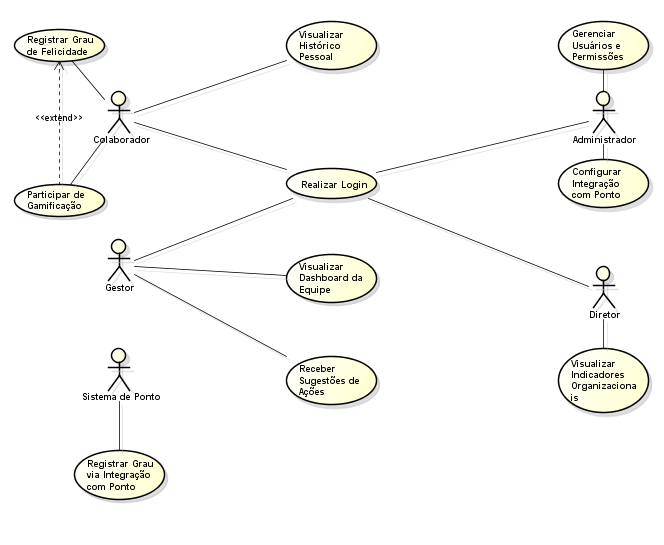 Registrar Grau
de Felicidade
Visualizar
Histórico
Pessoal
Gerenciar
Usuários e
Permissões
<<extend>>
Colaborador
Administrador
Participar de
Gamificação
Realizar Login
Configurar
Integração
com Ponto
Gestor
Visualizar
Dashboard da
Equipe
Diretor
Sistema de Ponto
Receber
Sugestões de
Ações
Visualizar
Indicadores
Organizaciona
is
Registrar Grau
via Integração
com Ponto